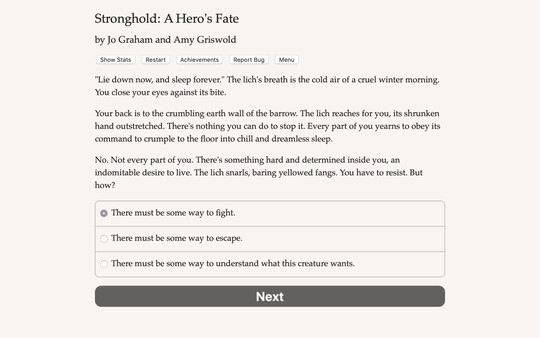 Stronghold: A Hero's Fate
by Jo Graham and Amy Griswold
Show Stats Restart Achievements Report Bug Menu
"Lie down now, and sleep forever." The lich's breath is the cold air of a cruel winter morning.
You close your eyes against its bite.
Your back is to the crumbling earth wall of the barrow. The lich reaches for you, its shrunken
hand outstretched. There's nothing you can do to stop it. Every part of you yearns to obey its
command to crumple to the floor into chill and dreamless sleep.
No. Not every part of you. There's something hard and determined inside you, an
indomitable desire to live. The lich snarls, baring yellowed fangs. You have to resist. But
how?
There must be some way to fight.
There must be some way to escape.
There must be some way to understand what this creature wants.
Next